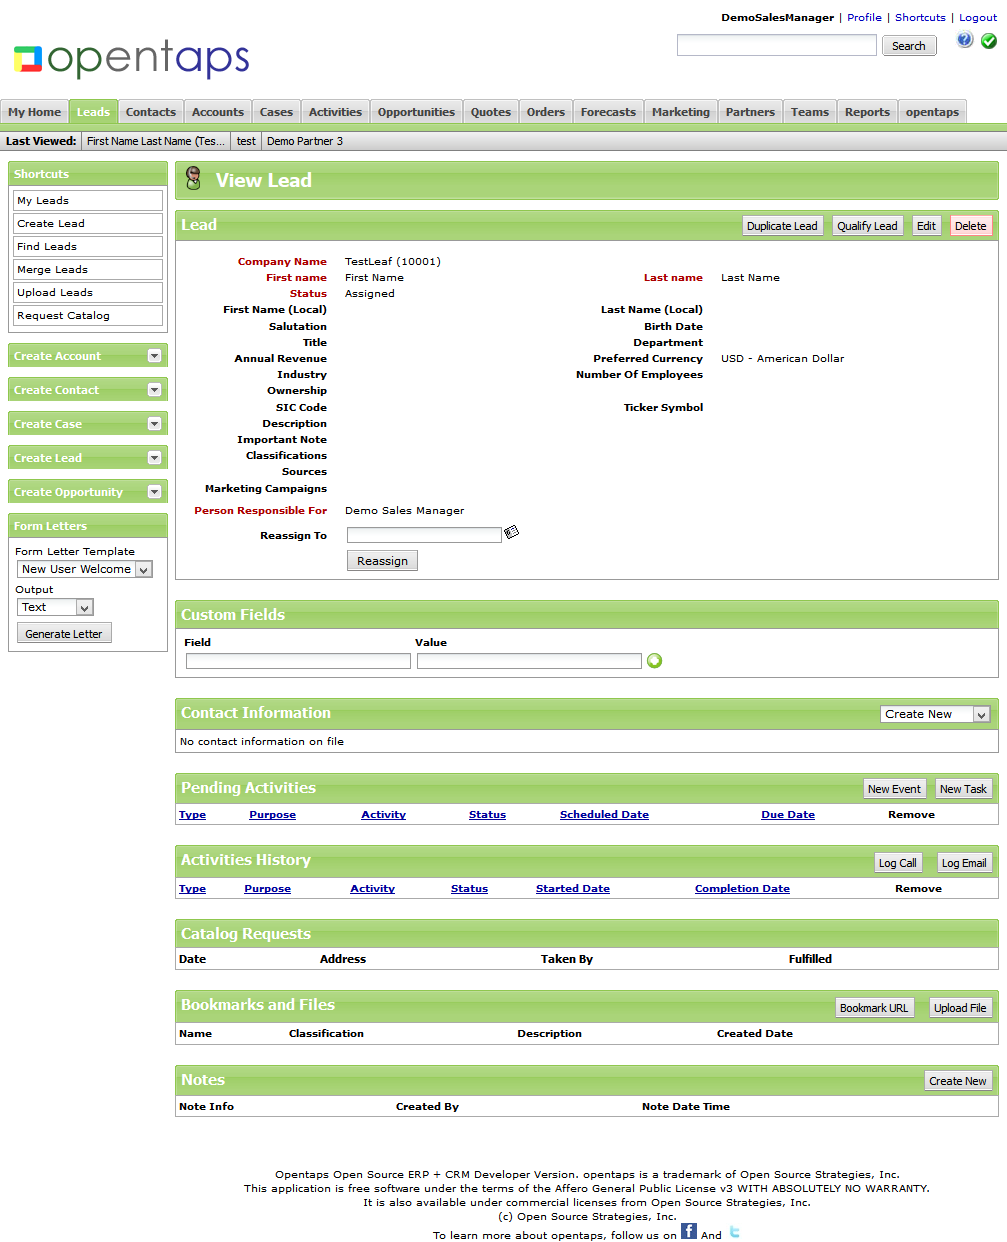 DemoSalesManager | Profile | Shortcuts | Logout
Search
opentaps
My Home Leads Contacts Accounts Cases Activities Opportunities Quotes Orders Forecasts Marketing Partners Teams Reports opentaps
Last Viewed: First Name Last Name (Tes... test Demo Partner 3
Shortcuts
My Leads
Create Lead
Find Leads
Merge Leads
Upload Leads
Request Catalog
Create Account
Create Contact
Create Case
Create Lead
Create Opportunity
Form Letters
Form Letter Template
New User Welcome
Output
Text
Generate Letter
View Lead
Lead Duplicate Lead Qualify Lead Edit Delete
Company Name TestLeaf (10001)
First name First Name Last name Last Name
Status Assigned
First Name (Local) Last Name (Local)
Salutation Birth Date
Title Department
Annual Revenue Preferred Currency USD - American Dollar
Industry Number Of Employees
Ownership
SIC Code Ticker Symbol
Description
Important Note
Classifications
Sources
Marketing Campaigns
Person Responsible For Demo Sales Manager
Reassign To
Reassign
Custom Fields
Field Value
Contact Information Create New
No contact information on file
Pending Activities New Event New Task
Type Purpose Activity Status Scheduled Date Due Date Remove
Activities History Log Call Log Email
Type Purpose Activity Status Started Date Completion Date Remove
Catalog Requests
Date Address Taken By Fulfilled
Bookmarks and Files Bookmark URL Upload File
Name Classification Description Created Date
Notes Create New
Note Info Created By Note Date Time
Opentaps Open Source ERP + CRM Developer Version. opentaps is a trademark of Open Source Strategies, Inc.
This application is free software under the terms of the Affero General Public License v3 WITH ABSOLUTELY NO WARRANTY.
It is also available under commercial licenses from Open Source Strategies, Inc.
(c) Open Source Strategies, Inc.
To learn more about opentaps, follow us on f And t